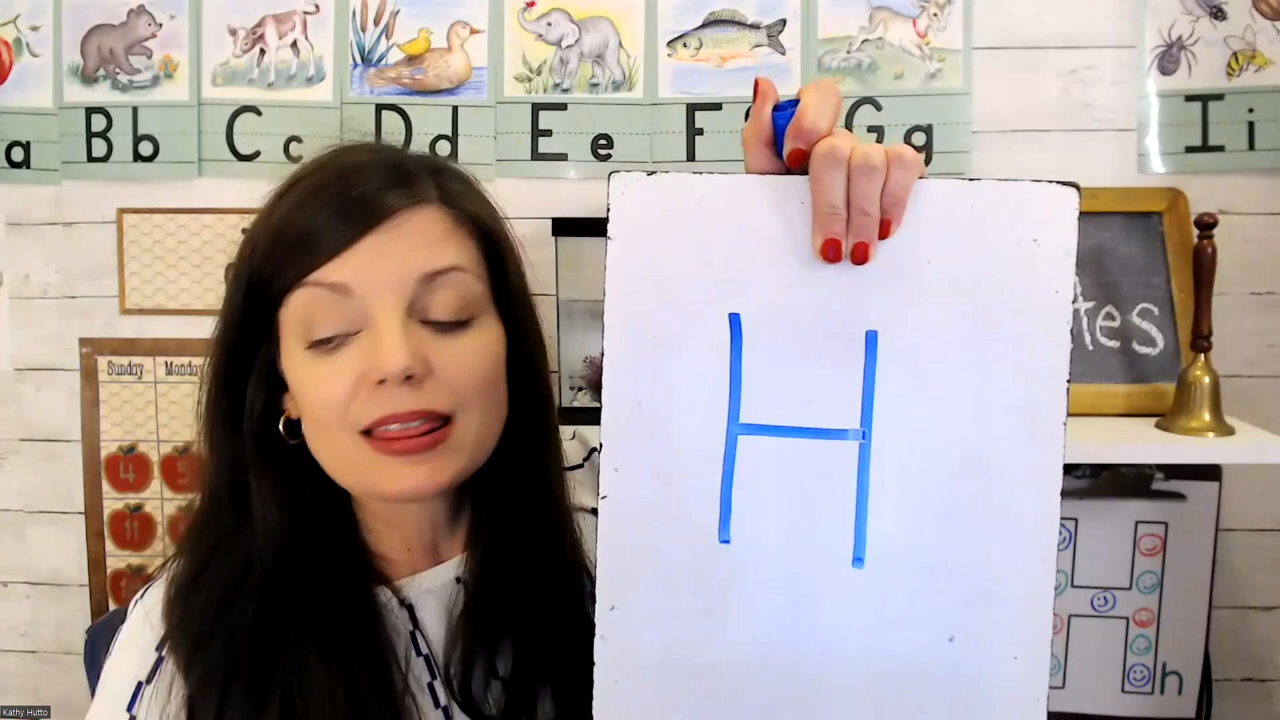 a
Bb
Cc
Dd
Ee
F
Gg
Ii
Sunday Monday
4 5
11
H
tes
H h
Kathy Hutto